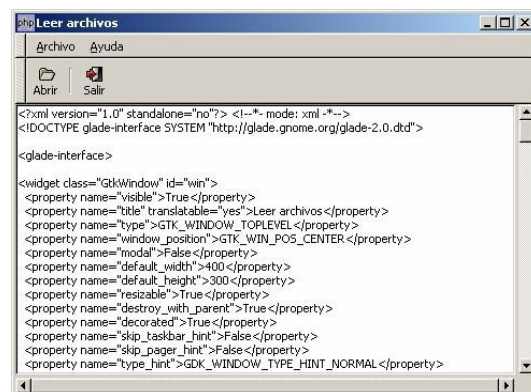 php Leer archivos
Archivo Ayuda
Abrir Salir
<?xml version="1.0" standalone="no"?> <!--*- mode: xml -*-->
<!DOCTYPE glade-interface SYSTEM "http://glade.gnome.org/glade-2.0.dtd">
<glade-interface>
<widget class="GtkWindow" id="win">
<property name="visible">True</property>
<property name="title" translatable="yes">Leer archivos</property>
<property name="type">GTK_WINDOW_TOPLEVEL</property>
<property name="window_position">GTK_WIN_POS_CENTER</property>
<property name="modal">False</property>
<property name="default_width">400</property>
<property name="default_height">300</property>
<property name="resizable">True</property>
<property name="destroy_with_parent">True</property>
<property name="decorated">True</property>
<property name="skip_taskbar_hint">False</property>
<property name="skip_pager_hint">False</property>
<property name="type_hint">GDK_WINDOW_TYPE_HINT_NORMAL</property>